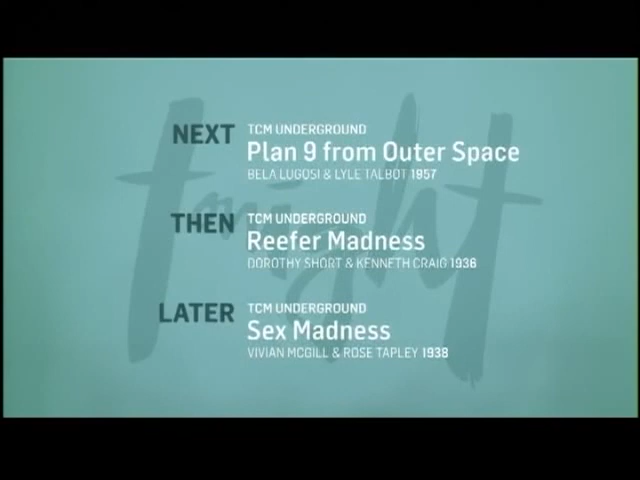 tonight
NEXT
TCM UNDERGROUND
Plan 9 from Outer Space
BELA LUGOSI & LYLE TALBOT 1957
THEN
TCM UNDERGROUND
Reefer Madness
DOROTHY SHORT & KENNETH CRAIG 1936
LATER
TCM UNDERGROUND
Sex Madness
VIVIAN MCGILL & ROSE TAPLEY 1938